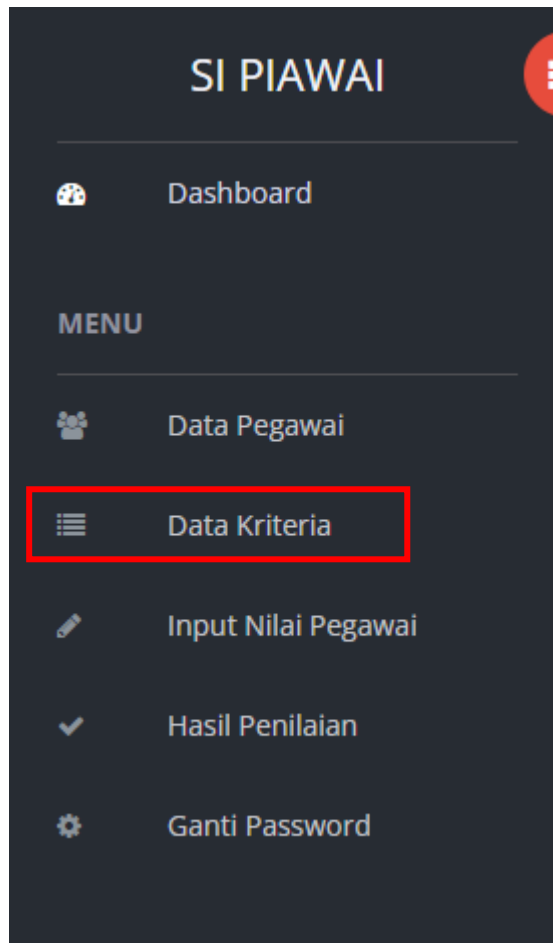 SI PIAWAI
Dashboard
MENU
Data Pegawai
Data Kriteria
Input Nilai Pegawai
Hasil Penilaian
Ganti Password